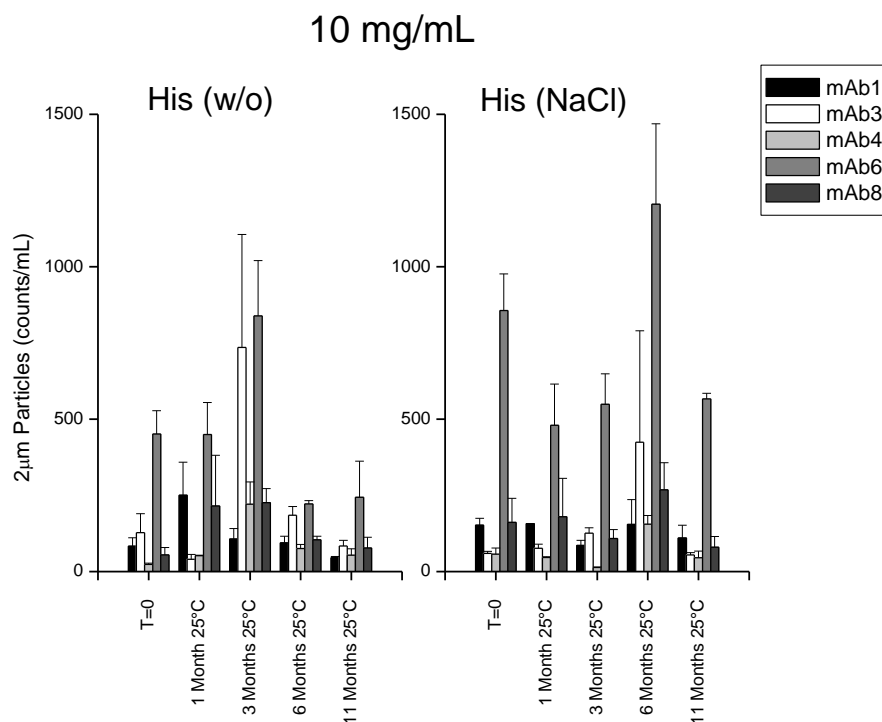 10 mg/mL
His (w/o)
His (NaCl)
mAb1
mAb3
mAb4
mAb6
mAb8
2μm Particles (counts/mL)
1500
1000
500
0
T=0
1 Month 25°C
3 Months 25°C
6 Months 25°C
11 Months 25°C
1500
1000
500
0
T=0
1 Month 25°C
3 Months 25°C
6 Months 25°C
11 Months 25°C